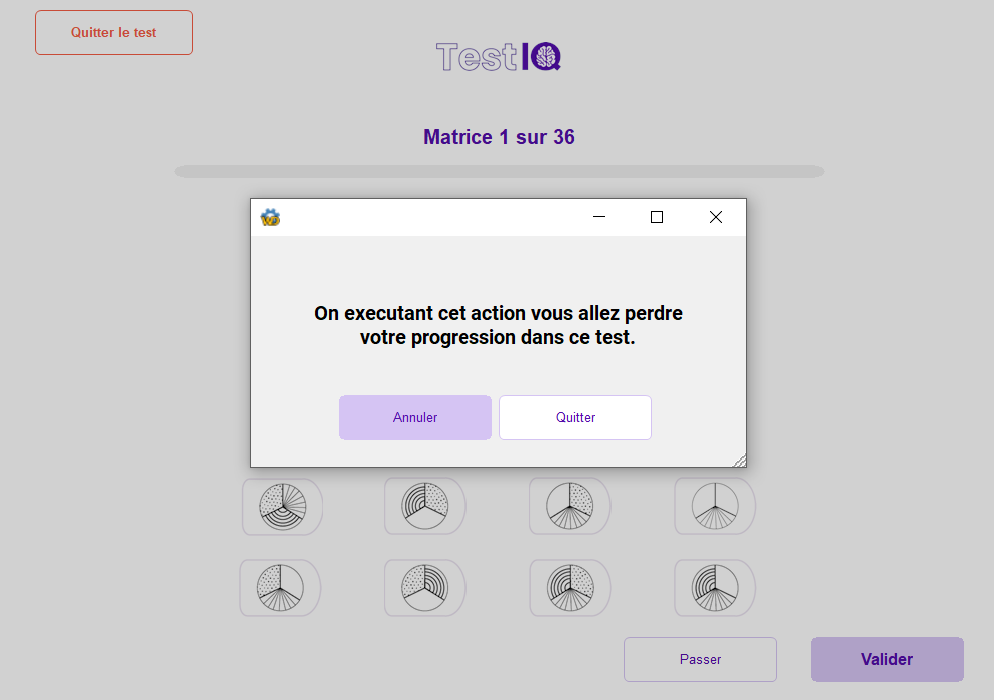 Quitter le test
TestIQ
Matrice 1 sur 36
On executant cet action vous allez perdre
votre progression dans ce test.
Annuler
Quitter
Passer
Valider